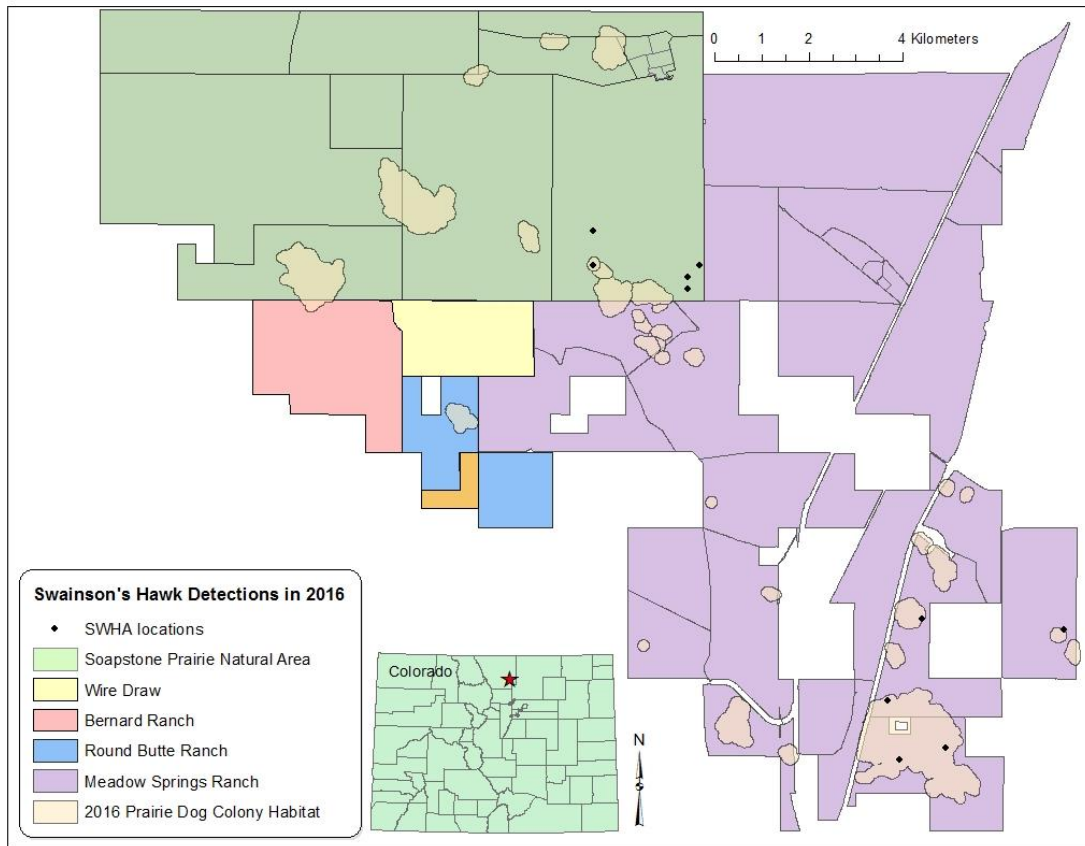 0 1 2 4 Kilometers
Swainson's Hawk Detections in 2016
SWHA locations
Soapstone Prairie Natural Area
Wire Draw
Bernard Ranch
Round Butte Ranch
Meadow Springs Ranch
2016 Prairie Dog Colony Habitat
Colorado
N